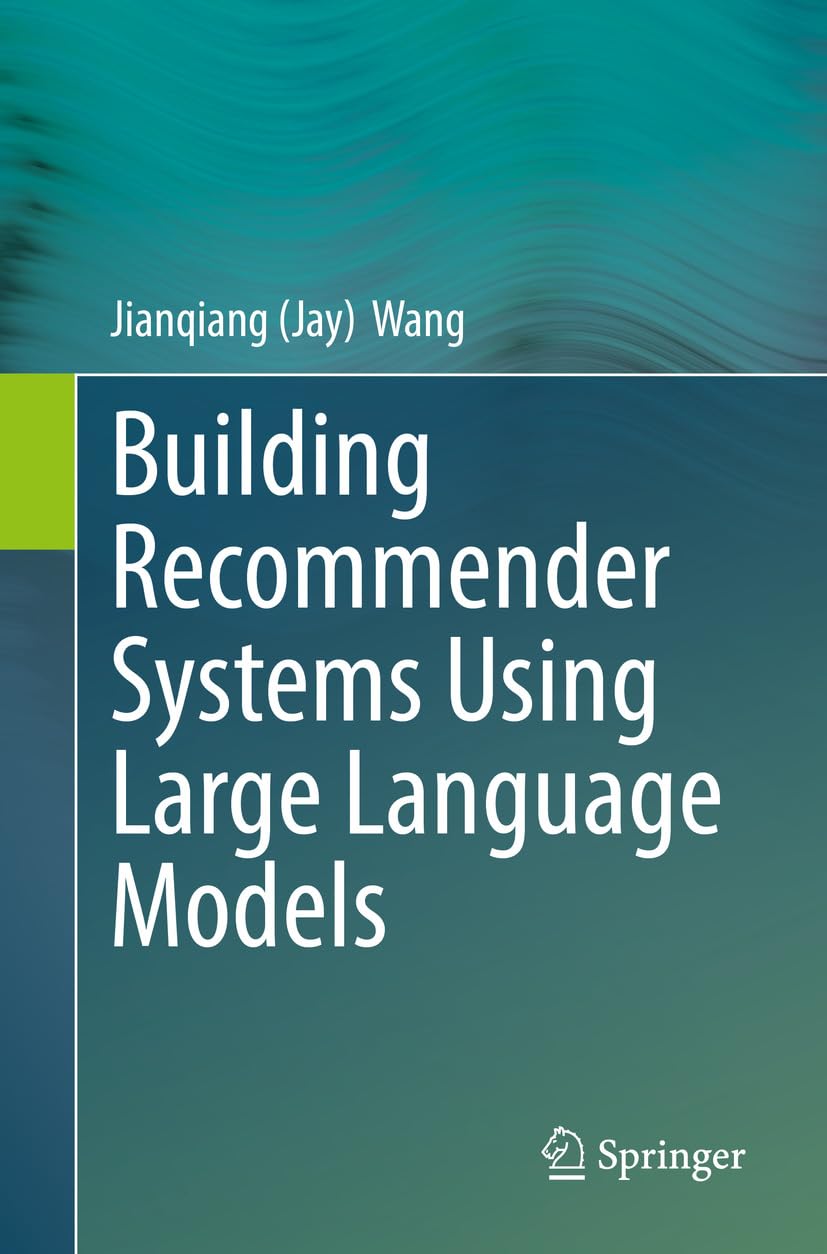 Jianqiang (Jay) Wang
Building
Recommender
Systems Using
Large Language
Models
Springer